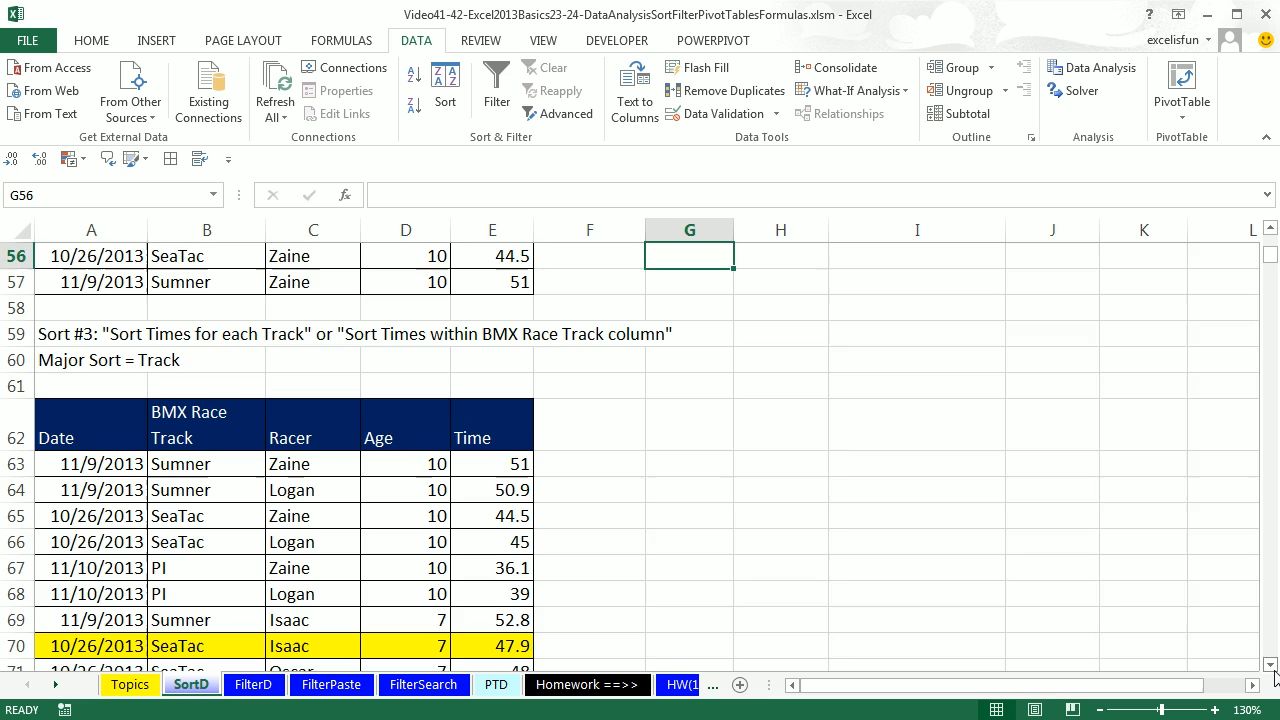 Video41-42-Excel2013Basics23-24-DataAnalysisSortFilterPivotTablesFormulas.xlsm - Excel
FILE HOME INSERT PAGE LAYOUT FORMULAS DATA REVIEW VIEW DEVELOPER POWERPIVOT excelisfun
From Access
From Web
From Text
From Other
Sources
Existing
Connections
Get External Data
Refresh
All
Connections
Properties
Edit Links
Connections
Sort
Filter
Clear
Reapply
Advanced
Sort & Filter
Text to
Columns
Flash Fill
Remove Duplicates
Data Validation
Consolidate
What-If Analysis
Relationships
Data Tools
Group
Ungroup
Subtotal
Outline
Data Analysis
Solver
Analysis
PivotTable
PivotTable
G56
A B C D E F G H I J K L
56 10/26/2013 SeaTac Zaine 10 44.5
57 11/9/2013 Sumner Zaine 10 51
58
59 Sort #3: "Sort Times for each Track" or "Sort Times within BMX Race Track column"
60 Major Sort = Track
61
BMX Race
62 Date Track Racer Age Time
63 11/9/2013 Sumner Zaine 10 51
64 11/9/2013 Sumner Logan 10 50.9
65 10/26/2013 SeaTac Zaine 10 44.5
66 10/26/2013 SeaTac Logan 10 45
67 11/10/2013 PI Zaine 10 36.1
68 11/10/2013 PI Logan 10 39
69 11/9/2013 Sumner Isaac 7 52.8
70 10/26/2013 SeaTac Isaac 7 47.9
71 10/26/2013 SeaTac Oscar 7 48
Topics SortD FilterD FilterPaste FilterSearch PTD Homework ==>> HW(1 ...
READY 130%